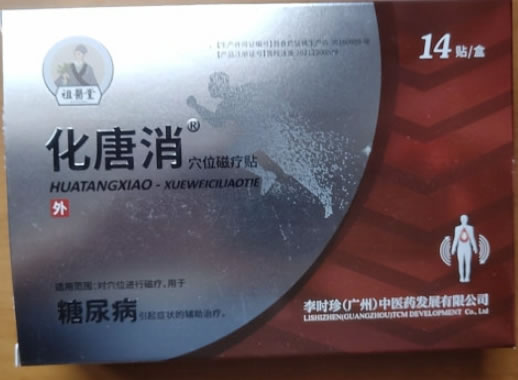 14贴/盒
祖医堂
化唐消®
穴位磁疗贴
HUATANGXIAO - XUEWEICILIAOTIE
外
适用范围：对穴位进行磁疗，用于
糖尿病引起症状的辅助治疗。
李时珍(广州)中医药发展有限公司
LISHIZHEN(GUANGZHOU)TCM DEVELOPMENT Co., Ltd